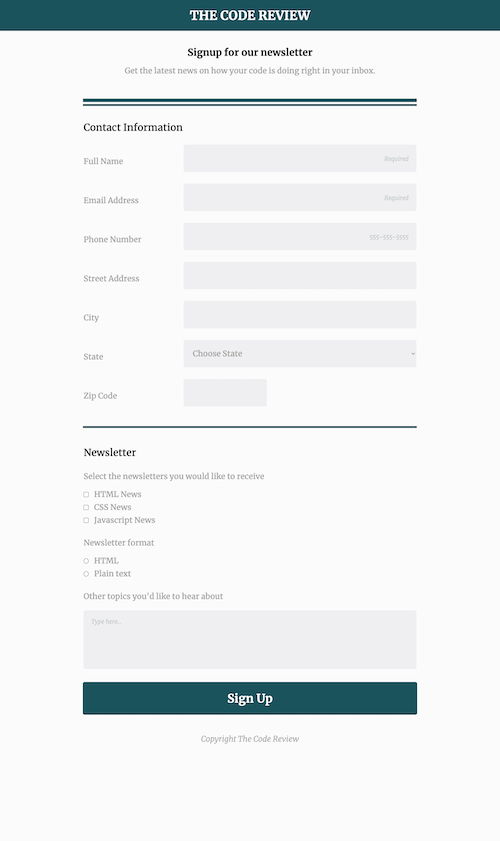 THE CODE REVIEW
Signup for our newsletter
Get the latest news on how your code is doing right in your inbox.
Contact Information
Full Name
Required
Email Address
Required
Phone Number
555-555-5555
Street Address
City
State
Choose State
Zip Code
Newsletter
Select the newsletters you would like to receive
HTML News
CSS News
Javascript News
Newsletter format
HTML
Plain text
Other topics you'd like to hear about
Type here...
Sign Up
Copyright The Code Review